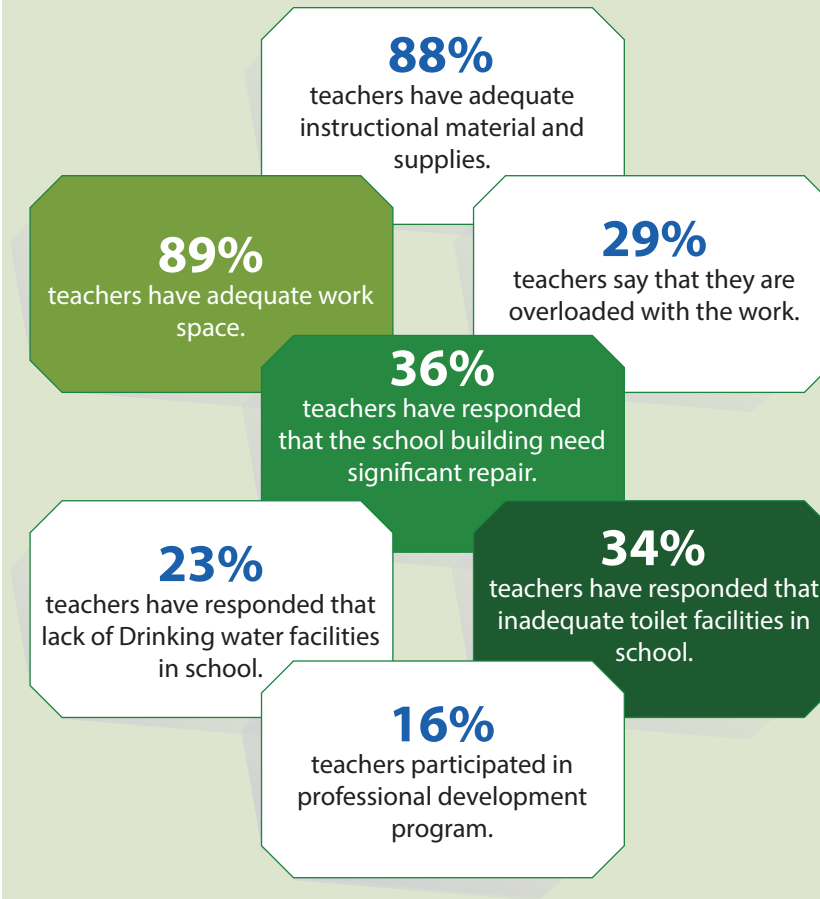 88%
teachers have adequate
instructional material and
supplies.
89%
teachers have adequate work
space.
29%
teachers say that they are
overloaded with the work.
36%
teachers have responded
that the school building need
significant repair.
23%
teachers have responded that
lack of Drinking water facilities
in school.
34%
teachers have responded that
inadequate toilet facilities in
school.
16%
teachers participated in
professional development
program.